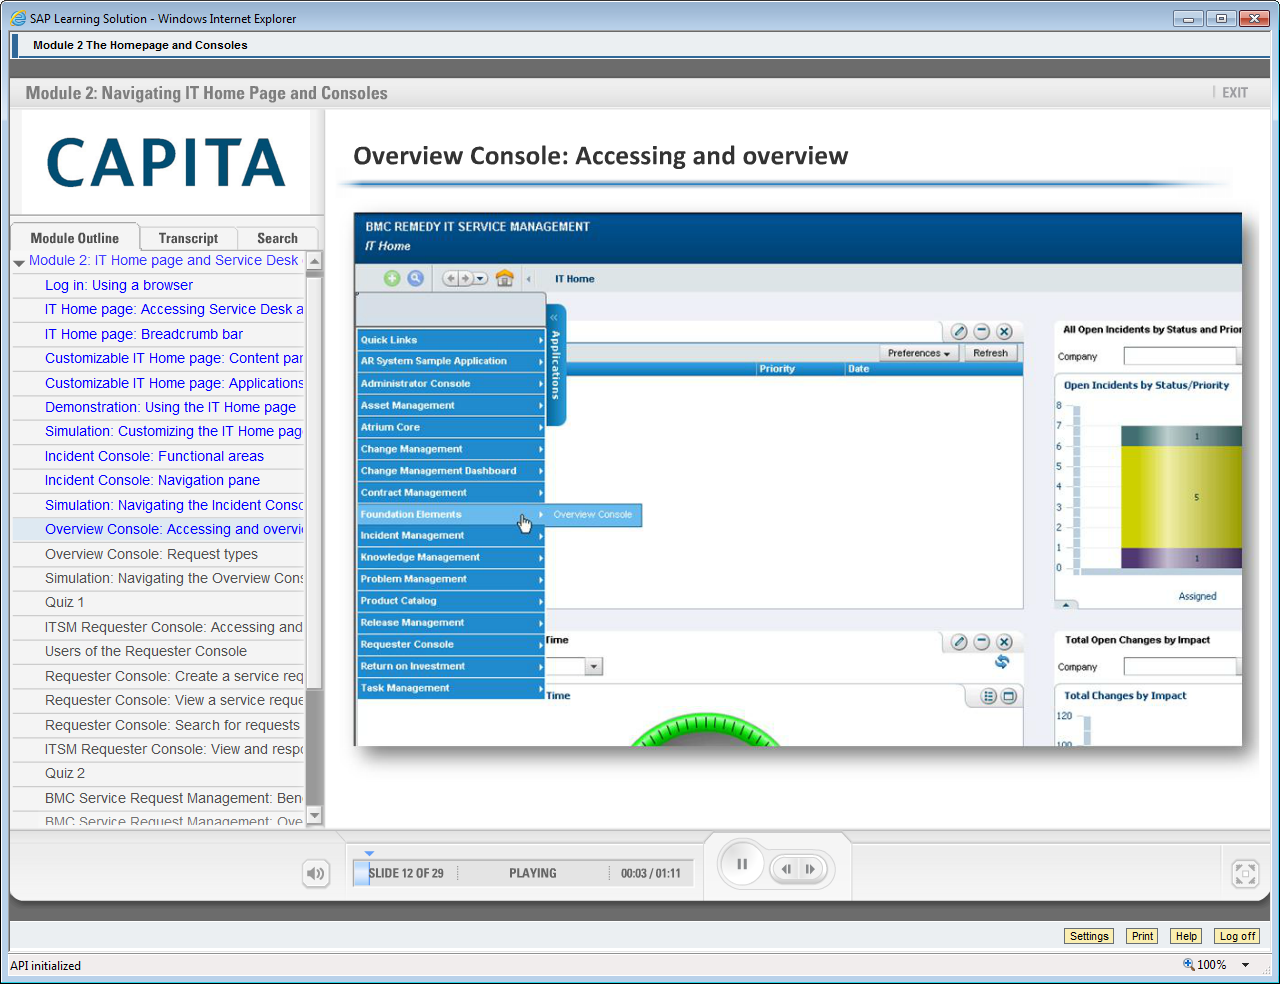 SAP Learning Solution - Windows Internet Explorer
Module 2 The Homepage and Consoles
Module 2: Navigating IT Home Page and Consoles
EXIT
CAPITA
Module Outline
Transcript
Search
Module 2: IT Home page and Service Desk
Log in: Using a browser
IT Home page: Accessing Service Desk a
IT Home page: Breadcrumb bar
Customizable IT Home page: Content pan
Customizable IT Home page: Applications
Demonstration: Using the IT Home page
Simulation: Customizing the IT Home pag
Incident Console: Functional areas
Incident Console: Navigation pane
Simulation: Navigating the Incident Conso
Overview Console: Accessing and overvi
Overview Console: Request types
Simulation: Navigating the Overview Cons
Quiz 1
ITSM Requester Console: Accessing and
Users of the Requester Console
Requester Console: Create a service req
Requester Console: View a service reque
Requester Console: Search for requests
ITSM Requester Console: View and respo
Quiz 2
BMC Service Request Management: Ben
BMC Service Request Management: Ove
Overview Console: Accessing and overview
BMC REMEDY IT SERVICE MANAGEMENT
IT Home
IT Home
Applications
Quick Links
AR System Sample Application
Administrator Console
Asset Management
Atrium Core
Change Management
Change Management Dashboard
Contract Management
Foundation Elements
Overview Console
Incident Management
Knowledge Management
Problem Management
Product Catalog
Release Management
Requester Console
Return on Investment
Task Management
Preferences
Refresh
Priority
Date
Time
Time
All Open Incidents by Status and Prior
Company
Open Incidents by Status/Priority
8
7
6
5
4
3
2
1
0
1
5
1
Assigned
Total Open Changes by Impact
Company
Total Changes by Impact
120
100
SLIDE 12 OF 29
PLAYING
00:03 / 01:11
Settings
Print
Help
Log off
API initialized
100%